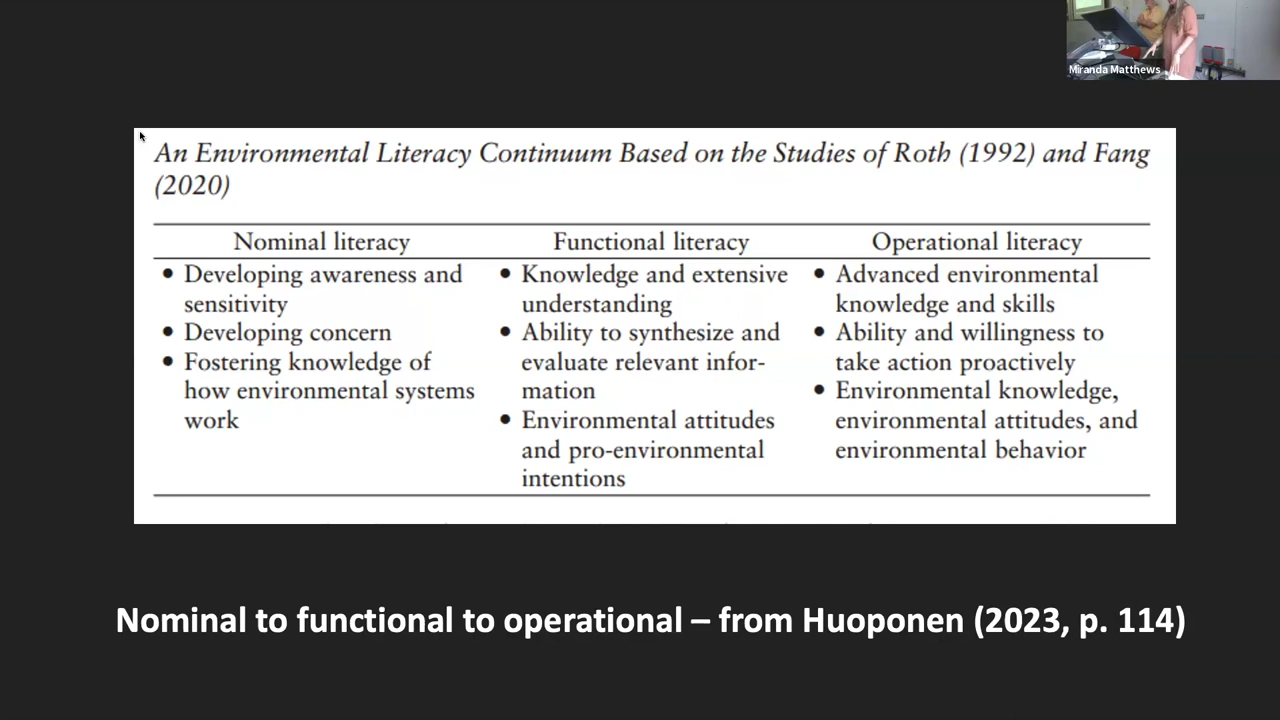 Miranda Matthews
An Environmental Literacy Continuum Based on the Studies of Roth (1992) and Fang
(2020)
Nominal literacy
• Developing awareness and
sensitivity
• Developing concern
• Fostering knowledge of
how environmental systems
work
Functional literacy
• Knowledge and extensive
understanding
• Ability to synthesize and
evaluate relevant infor-
mation
• Environmental attitudes
and pro-environmental
intentions
Operational literacy
• Advanced environmental
knowledge and skills
• Ability and willingness to
take action proactively
• Environmental knowledge,
environmental attitudes, and
environmental behavior
Nominal to functional to operational – from Huoponen (2023, p. 114)